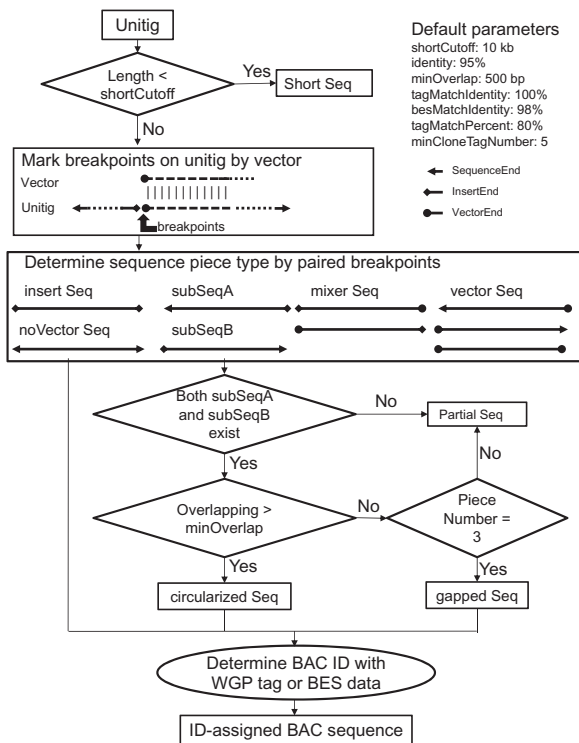 Unitig
Length <
shortCutoff
Yes
Short Seq
No
Default parameters
shortCutoff: 10 kb
identity: 95%
minOverlap: 500 bp
tagMatchIdentity: 100%
besMatchIdentity: 98%
tagMatchPercent: 80%
minCloneTagNumber: 5
SequenceEnd
InsertEnd
VectorEnd
Mark breakpoints on unitig by vector
Vector
Unitig
breakpoints
Determine sequence piece type by paired breakpoints
insert Seq subSeqA mixer Seq vector Seq
noVector Seq subSeqB
Both subSeqA
and subSeqB
exist
No
Partial Seq
Yes
No
Overlapping >
minOverlap
No
Piece
Number =
3
Yes
Yes
circularized Seq
gapped Seq
Determine BAC ID with
WGP tag or BES data
ID-assigned BAC sequence